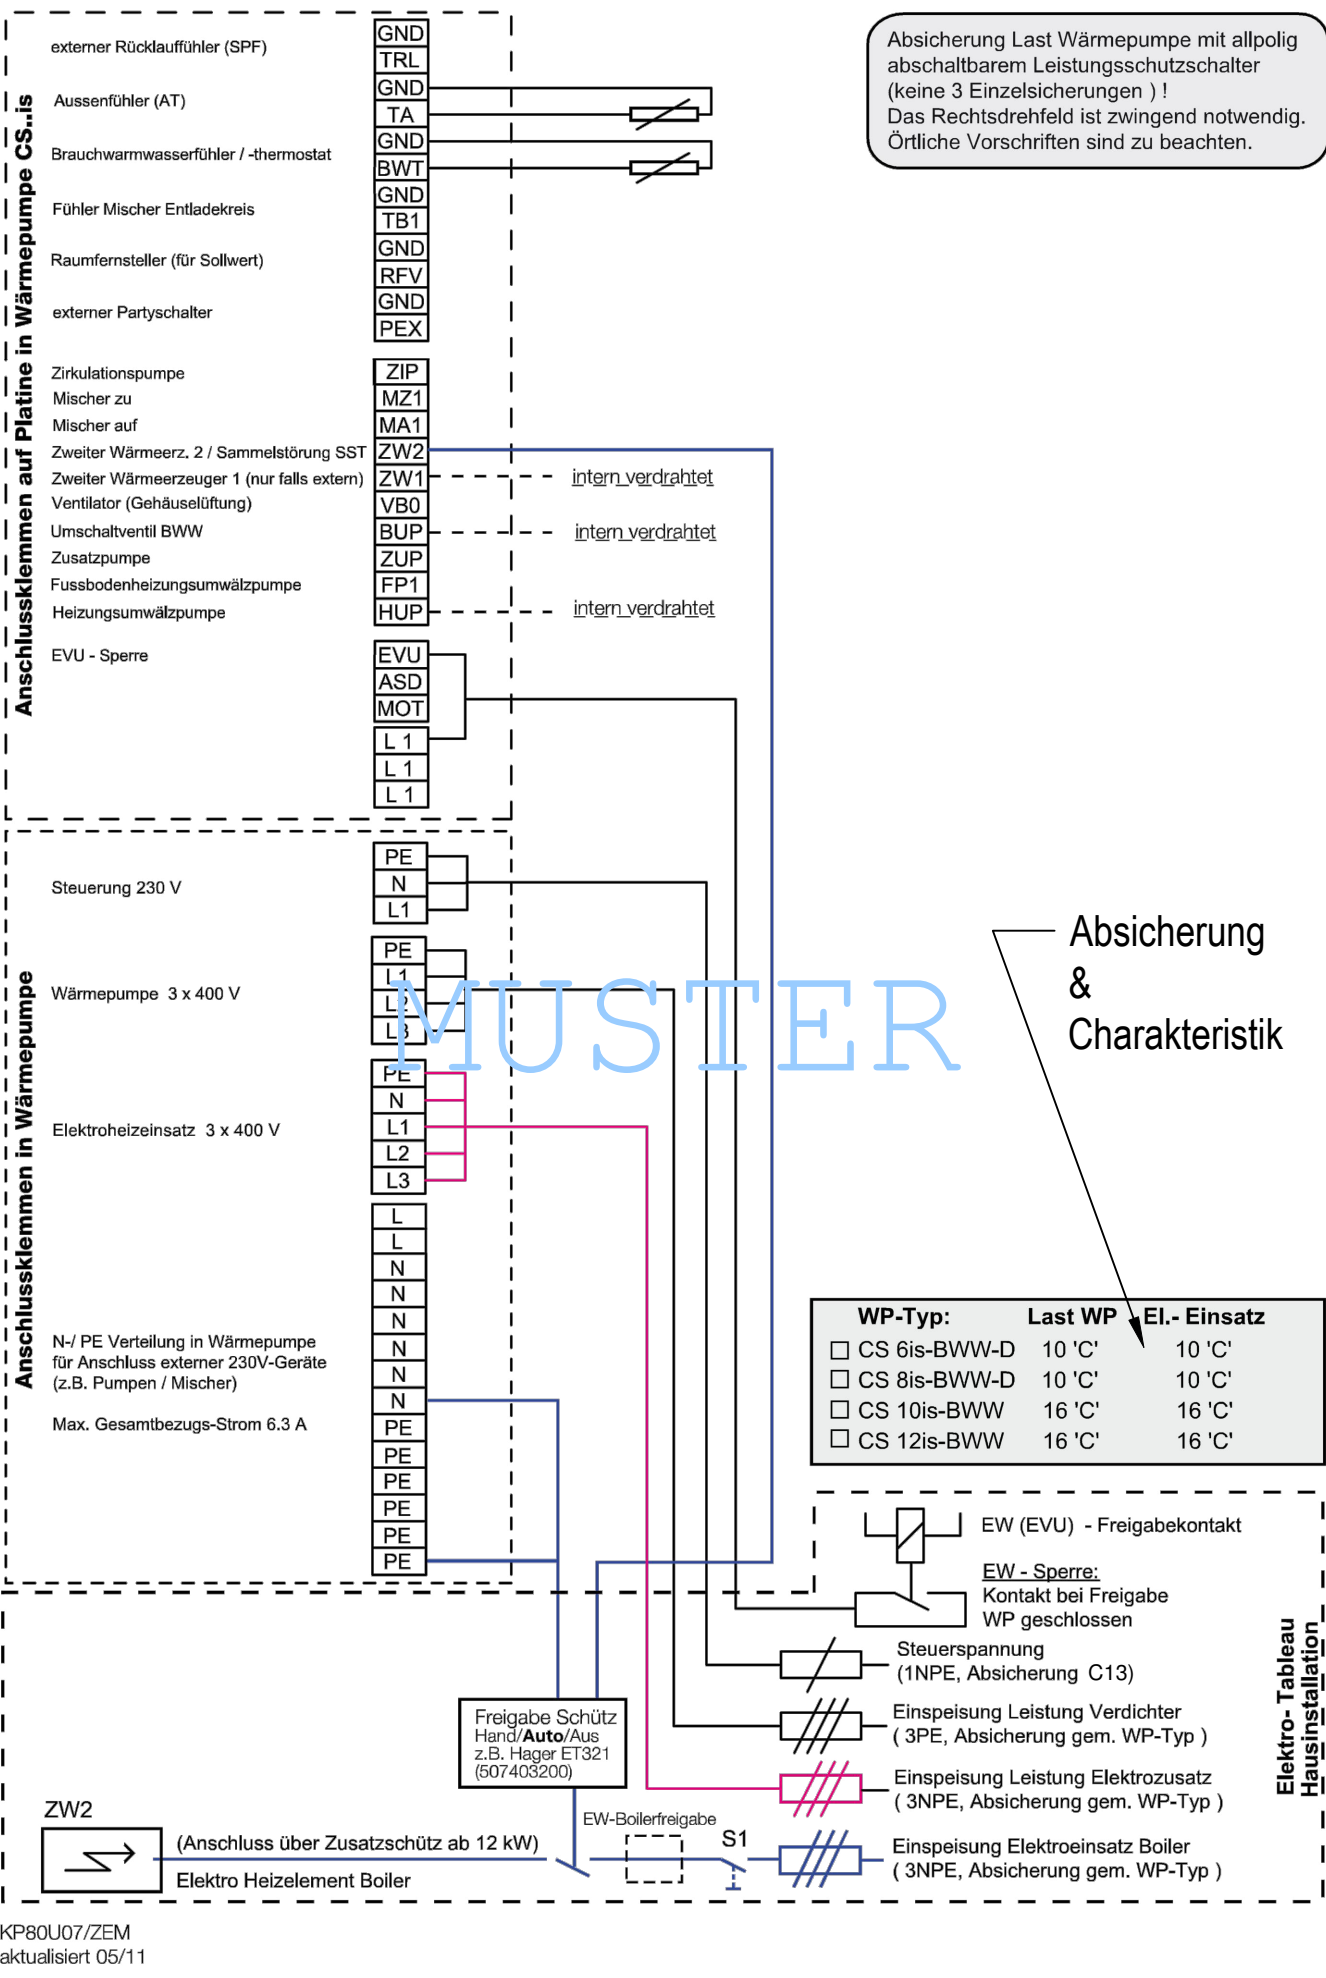 Absicherung Last Wärmepumpe mit allpolig
abschaltbarem Leistungsschutzschalter
(keine 3 Einzelsicherungen ) !
Das Rechtsdrehfeld ist zwingend notwendig.
Örtliche Vorschriften sind zu beachten.
Anschlussklemmen auf Platine in Wärmepumpe CS..is
externer Rücklauffühler (SPF)
GND
TRL
Aussenfühler (AT)
GND
TA
Brauchwarmwasserfühler / -thermostat
GND
BWT
Fühler Mischer Entladekreis
GND
TB1
Raumfernsteller (für Sollwert)
GND
RFV
externer Partyschalter
GND
PEX
Zirkulationspumpe ZIP
Mischer zu MZ1
Mischer auf MA1
Zweiter Wärmeerz. 2 / Sammelstörung SST ZW2
Zweiter Wärmeerzeuger 1 (nur falls extern) ZW1 intern verdrahtet
Ventilator (Gehäuselüftung) VB0
Umschaltventil BWW BUP intern verdrahtet
Zusatzpumpe ZUP
Fussbodenheizungsumwälzpumpe FP1
Heizungsumwälzpumpe HUP intern verdrahtet
EVU - Sperre EVU
ASD
MOT
L 1
L 1
L 1
Anschlussklemmen in Wärmepumpe
Steuerung 230 V
PE
N
L1
Wärmepumpe 3 x 400 V
PE
L1
L2
L3
MUSTER
Elektroheizeinsatz 3 x 400 V
PE
N
L1
L2
L3
L
L
N
N
N
N
N
N
PE
PE
PE
PE
PE
PE
N-/ PE Verteilung in Wärmepumpe
für Anschluss externer 230V-Geräte
(z.B. Pumpen / Mischer)
Max. Gesamtbezugs-Strom 6.3 A
Absicherung
&
Charakteristik
WP-Typ: Last WP El.- Einsatz
CS 6is-BWW-D 10 'C' 10 'C'
CS 8is-BWW-D 10 'C' 10 'C'
CS 10is-BWW 16 'C' 16 'C'
CS 12is-BWW 16 'C' 16 'C'
EW (EVU) - Freigabekontakt
EW - Sperre:
Kontakt bei Freigabe
WP geschlossen
Elektro- Tableau
Hausinstallation
Steuerspannung
(1NPE, Absicherung C13)
Einspeisung Leistung Verdichter
( 3PE, Absicherung gem. WP-Typ )
Einspeisung Leistung Elektrozusatz
( 3NPE, Absicherung gem. WP-Typ )
Einspeisung Elektroeinsatz Boiler
( 3NPE, Absicherung gem. WP-Typ )
Freigabe Schütz
Hand/Auto/Aus
z.B. Hager ET321
(507403200)
EW-Boilerfreigabe
S1
ZW2
(Anschluss über Zusatzschütz ab 12 kW)
Elektro Heizelement Boiler
KP80U07/ZEM
aktualisiert 05/11